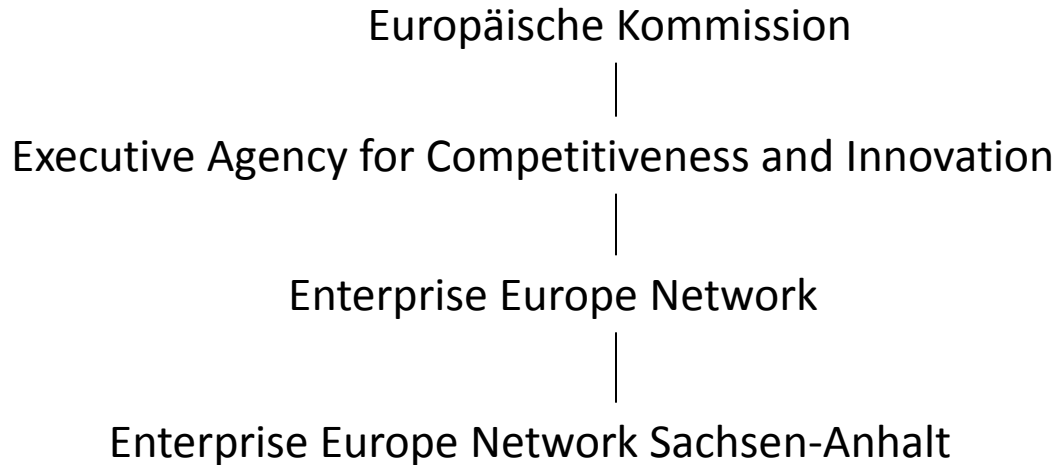 Europäische Kommission
Executive Agency for Competitiveness and Innovation
Enterprise Europe Network
Enterprise Europe Network Sachsen-Anhalt